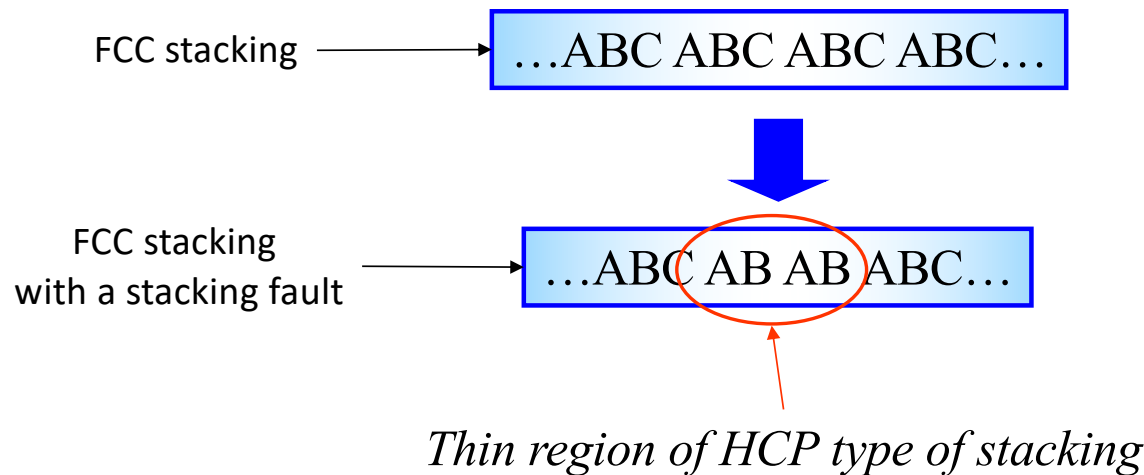 FCC stacking
…ABC ABC ABC ABC…
FCC stacking
with a stacking fault
…ABC AB AB ABC…
Thin region of HCP type of stacking